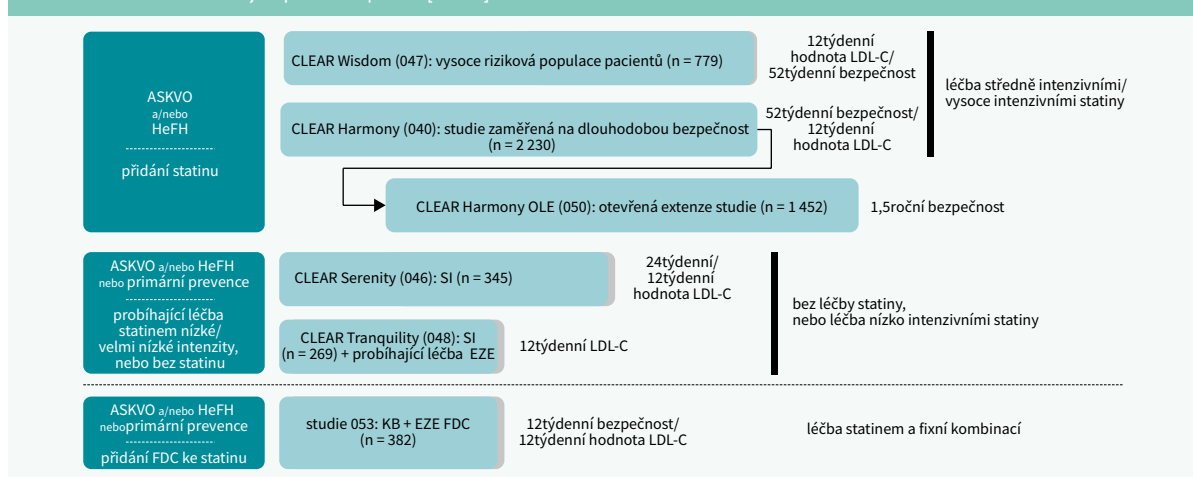 ASKVO
a/nebo
HeFH
přidání statinu
CLEAR Wisdom (047): vysoce riziková populace pacientů (n = 779)
12týdenní
hodnota LDL-C/
52týdenní bezpečnost
CLEAR Harmony (040): studie zaměřená na dlouhodobou bezpečnost
(n = 2 230)
52týdenní bezpečnost/
12týdenní
hodnota LDL-C
léčba středně intenzivními/
vysoce intenzivními statiny
CLEAR Harmony OLE (050): otevřená extenze studie (n = 1 452)
1,5roční bezpečnost
ASKVO a/nebo HeFH
nebo primární prevence
probíhající léčba
statinem nízké/
velmi nízké intenzity,
nebo bez statinu
CLEAR Serenity (046): SI (n = 345)
24týdenní/
12týdenní
hodnota LDL-C
CLEAR Tranquility (048): SI
(n = 269) + probíhající léčba EZE
12týdenní LDL-C
bez léčby statiny,
nebo léčba nízko intenzivními statiny
ASKVO a/nebo HeFH
neboprimární prevence
přidání FDC ke statinu
studie 053: KB + EZE FDC
(n = 382)
12týdenní bezpečnost/
12týdenní hodnota LDL-C
léčba statinem a fixní kombinací